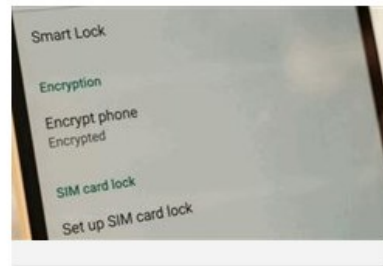 Smart Lock
Encryption
Encrypt phone
Encrypted
SIM card lock
Set up SIM card lock